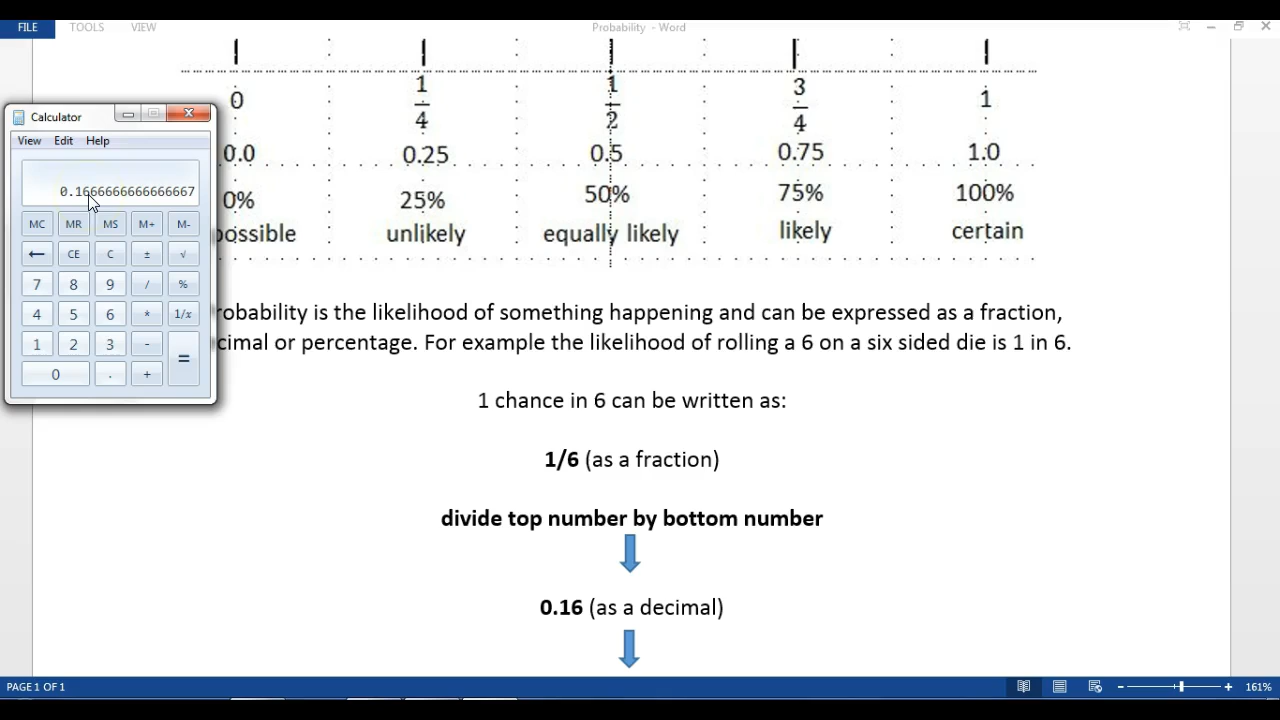 FILE TOOLS VIEW Probability - Word
0 1/4 1/2 3/4 1
0.0 0.25 0.5 0.75 1.0
0% 25% 50% 75% 100%
unlikely equally likely likely certain
Calculator
View Edit Help
0.1666666666666667
MC MR MS M+ M-
← CE C ± √
7 8 9 / %
4 5 6 * 1/x
1 2 3 - =
0 . +
robability is the likelihood of something happening and can be expressed as a fraction,
cimal or percentage. For example the likelihood of rolling a 6 on a six sided die is 1 in 6.
1 chance in 6 can be written as:
1/6 (as a fraction)
divide top number by bottom number
0.16 (as a decimal)
PAGE 1 OF 1 161%